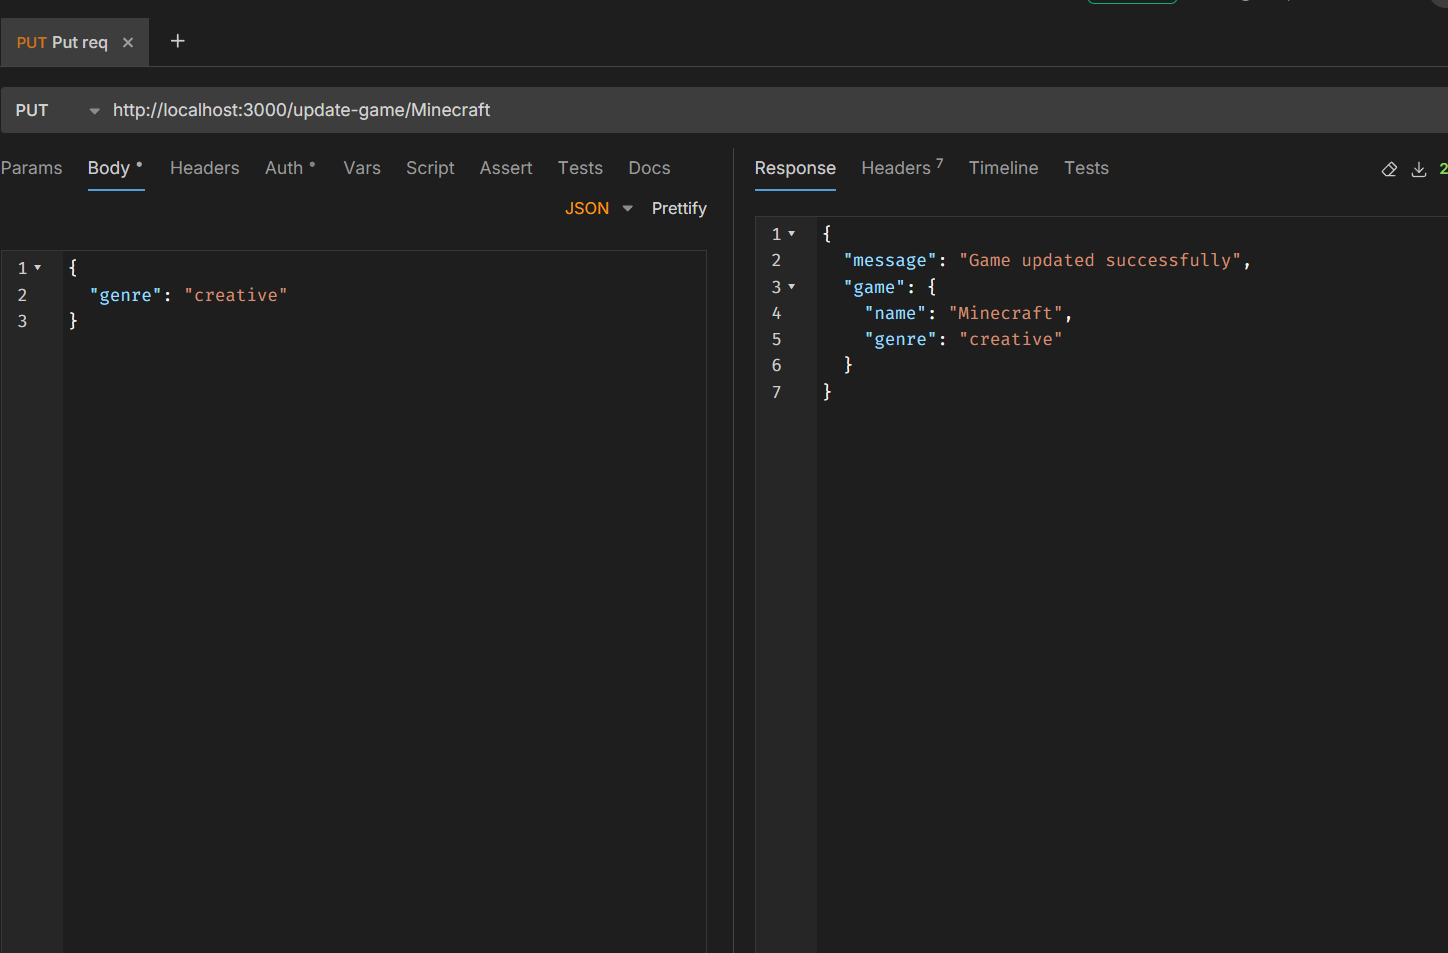 PUT Put req
PUT http://localhost:3000/update-game/Minecraft
Params Body Headers Auth Vars Script Assert Tests Docs
JSON Prettify
1 {
2 "genre": "creative"
3 }
Response Headers 7 Timeline Tests
1 {
2 "message": "Game updated successfully",
3 "game": {
4 "name": "Minecraft",
5 "genre": "creative"
6 }
7 }